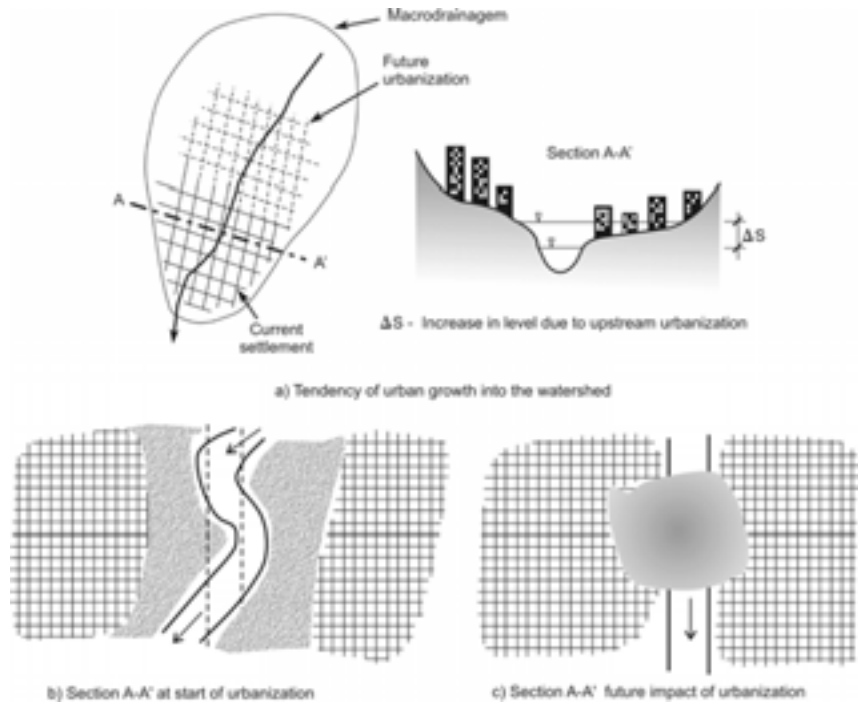 Macrodrainagem
Future
urbanization
Section A-A'
A
A'
ΔS
Current
settlement
ΔS - Increase in level due to upstream urbanization
a) Tendency of urban growth into the watershed
b) Section A-A' at start of urbanization
c) Section A-A' future impact of urbanization